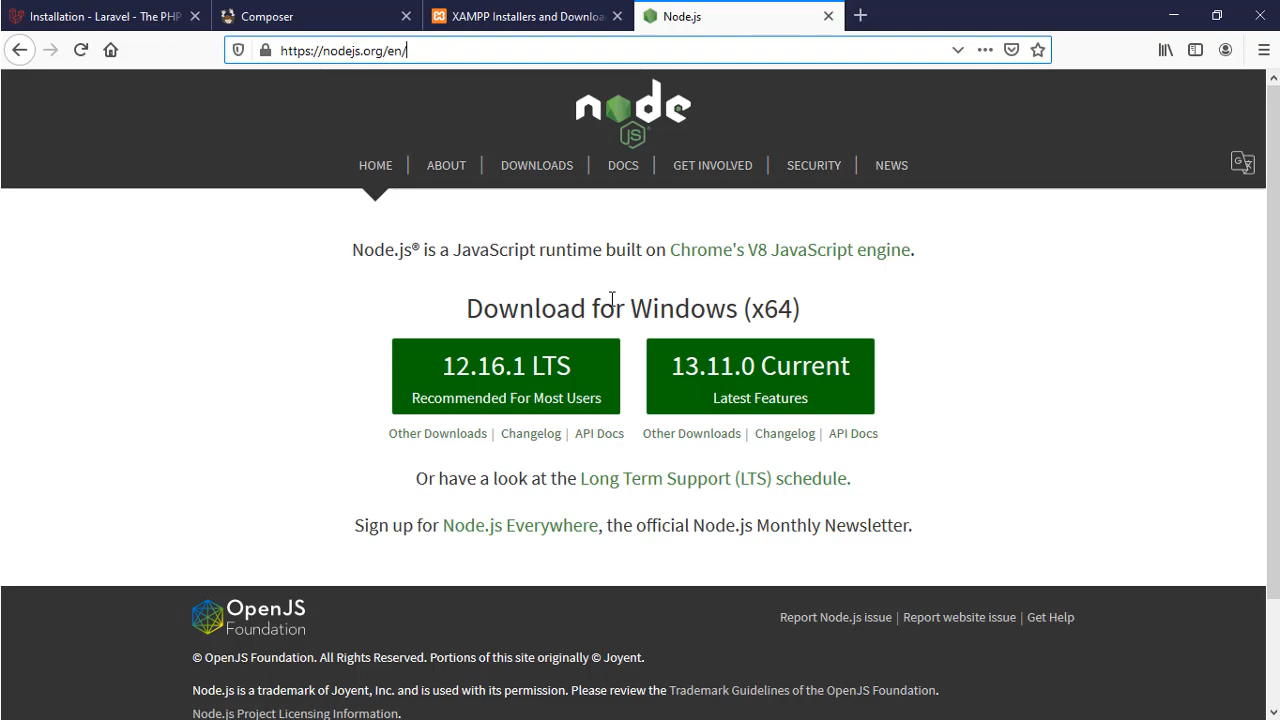 Installation - Laravel - The PHP
Composer
XAMPP Installers and Downloa
Node.js
https://nodejs.org/en/
node
JS
HOME | ABOUT | DOWNLOADS | DOCS | GET INVOLVED | SECURITY | NEWS
Node.js® is a JavaScript runtime built on Chrome's V8 JavaScript engine.
Download for Windows (x64)
12.16.1 LTS
Recommended For Most Users
13.11.0 Current
Latest Features
Other Downloads | Changelog | API Docs
Other Downloads | Changelog | API Docs
Or have a look at the Long Term Support (LTS) schedule.
Sign up for Node.js Everywhere, the official Node.js Monthly Newsletter.
OpenJS
Foundation
Report Node.js issue | Report website issue | Get Help
© OpenJS Foundation. All Rights Reserved. Portions of this site originally © Joyent.
Node.js is a trademark of Joyent, Inc. and is used with its permission. Please review the Trademark Guidelines of the OpenJS Foundation.
Node.js Project Licensing Information.